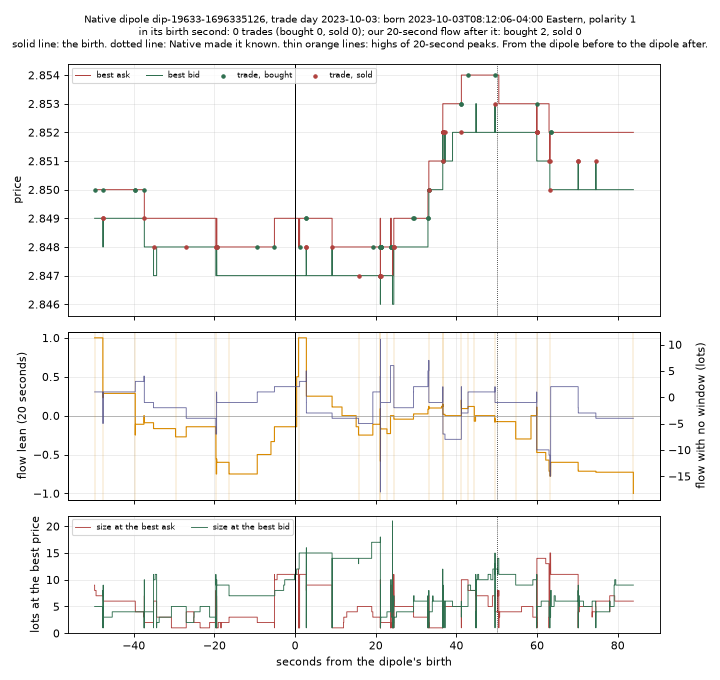 Native dipole dip-19633-1696335126, trade day 2023-10-03: born 2023-10-03T08:12:06-04:00 Eastern, polarity 1
in its birth second: 0 trades (bought 0, sold 0); our 20-second flow after it: bought 2, sold 0
solid line: the birth. dotted line: Native made it known. thin orange lines: highs of 20-second peaks. From the dipole before to the dipole after.
best ask best bid trade, bought trade, sold
2.854
2.853
2.852
2.851
2.850
2.849
2.848
2.847
2.846
price
1.0
0.5
0.0
−0.5
−1.0
flow lean (20 seconds)
10
5
0
−5
−10
−15
flow with no window (lots)
size at the best ask size at the best bid
20
15
10
5
0
lots at the best price
−40 −20 0 20 40 60 80
seconds from the dipole's birth